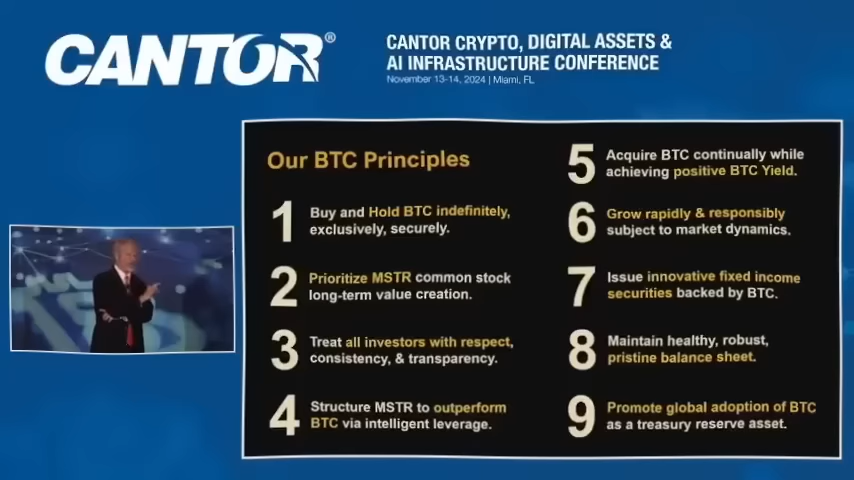 CANTOR®
CANTOR CRYPTO, DIGITAL ASSETS &
AI INFRASTRUCTURE CONFERENCE
November 13-14, 2024 | Miami, FL
Our BTC Principles
1 Buy and Hold BTC indefinitely,
exclusively, securely.
2 Prioritize MSTR common stock
long-term value creation.
3 Treat all investors with respect,
consistency, & transparency.
4 Structure MSTR to outperform
BTC via intelligent leverage.
5 Acquire BTC continually while
achieving positive BTC Yield.
6 Grow rapidly & responsibly
subject to market dynamics.
7 Issue innovative fixed income
securities backed by BTC.
8 Maintain healthy, robust,
pristine balance sheet.
9 Promote global adoption of BTC
as a treasury reserve asset.